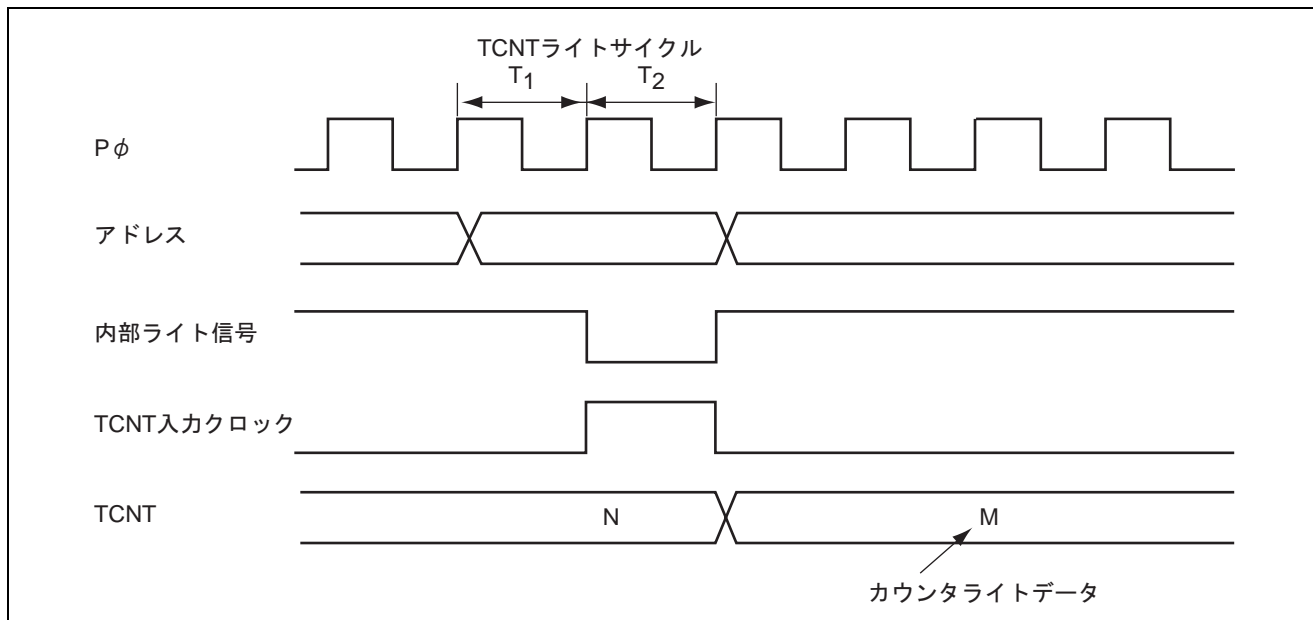 TCNTライトサイクル
T1 T2
Pφ
アドレス
内部ライト信号
TCNT入力クロック
TCNT N M
カウンタライトデータ